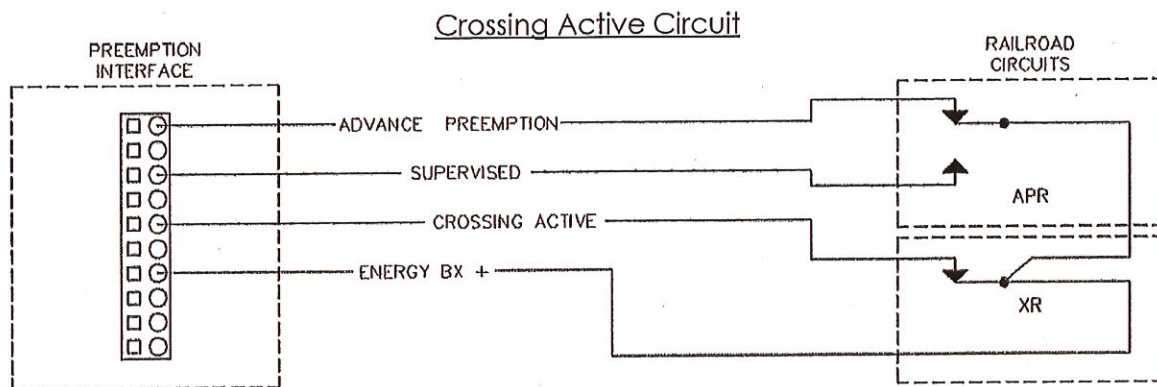 Crossing Active Circuit
PREEMPTION
INTERFACE
RAILROAD
CIRCUITS
ADVANCE PREEMPTION
SUPERVISED
APR
CROSSING ACTIVE
ENERGY BX +
XR